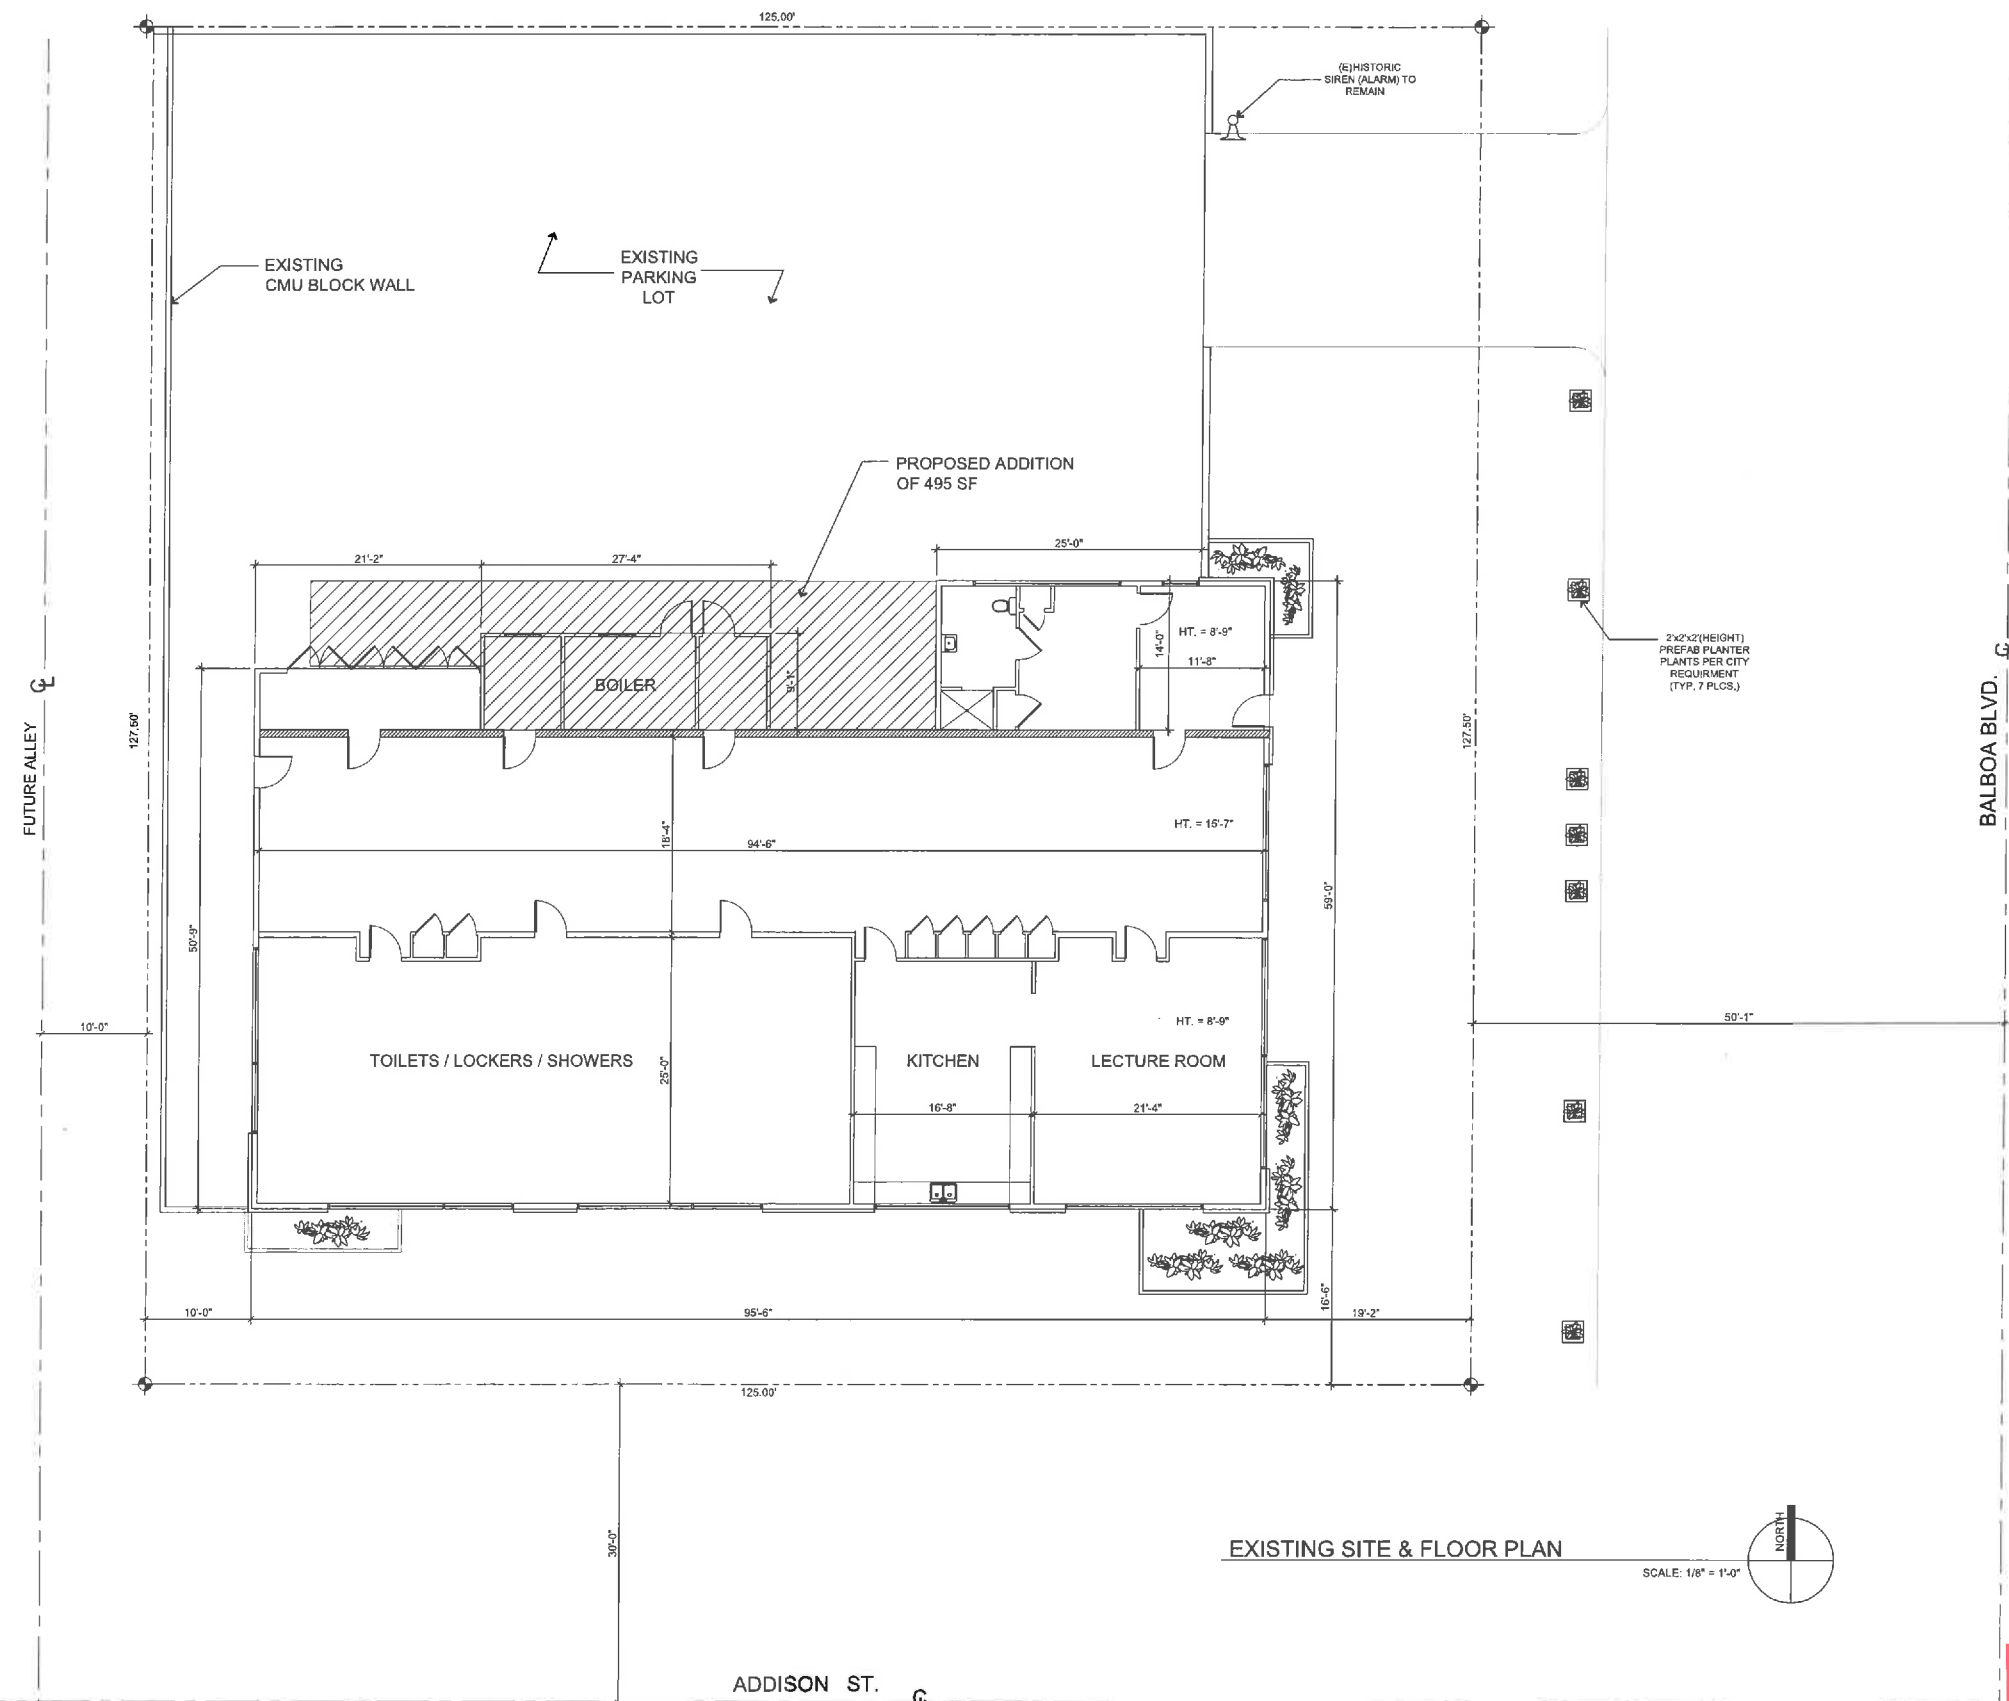 125.00'
(E)HISTORIC
SIREN (ALARM) TO
REMAIN
EXISTING
CMU BLOCK WALL
EXISTING
PARKING
LOT
PROPOSED ADDITION
OF 495 SF
21'-2"
27'-4"
25'-0"
BOILER
9'-1"
14'-0"
HT. = 8'-9"
11'-8"
2'x2'x2'(HEIGHT)
PREFAB PLANTER
PLANTS PER CITY
REQUIRMENT
(TYP. 7 PLCS.)
FUTURE ALLEY
127.50'
127.50'
BALBOA BLVD.
18'-4"
94'-6"
HT. = 15'-7"
50'-9"
59'-0"
10'-0"
50'-1"
HT. = 8'-9"
TOILETS / LOCKERS / SHOWERS
25'-0"
KITCHEN
LECTURE ROOM
16'-8"
21'-4"
10'-0"
95'-6"
16'-6"
19'-2"
125.00'
30'-0"
EXISTING SITE & FLOOR PLAN
NORTH
SCALE: 1/8" = 1'-0"
ADDISON ST.